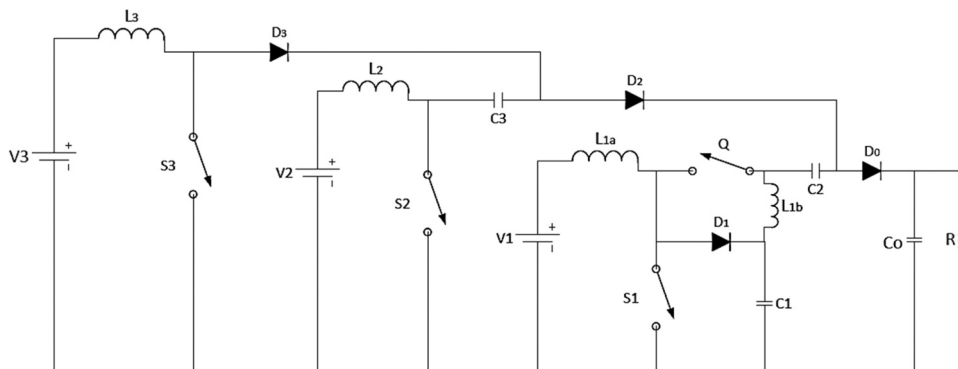 L3
D3
L2
C3
D2
L1a
Q
C2
D0
V3
+
S3
V2
+
S2
V1
+
S1
D1
L1b
C1
Co
R